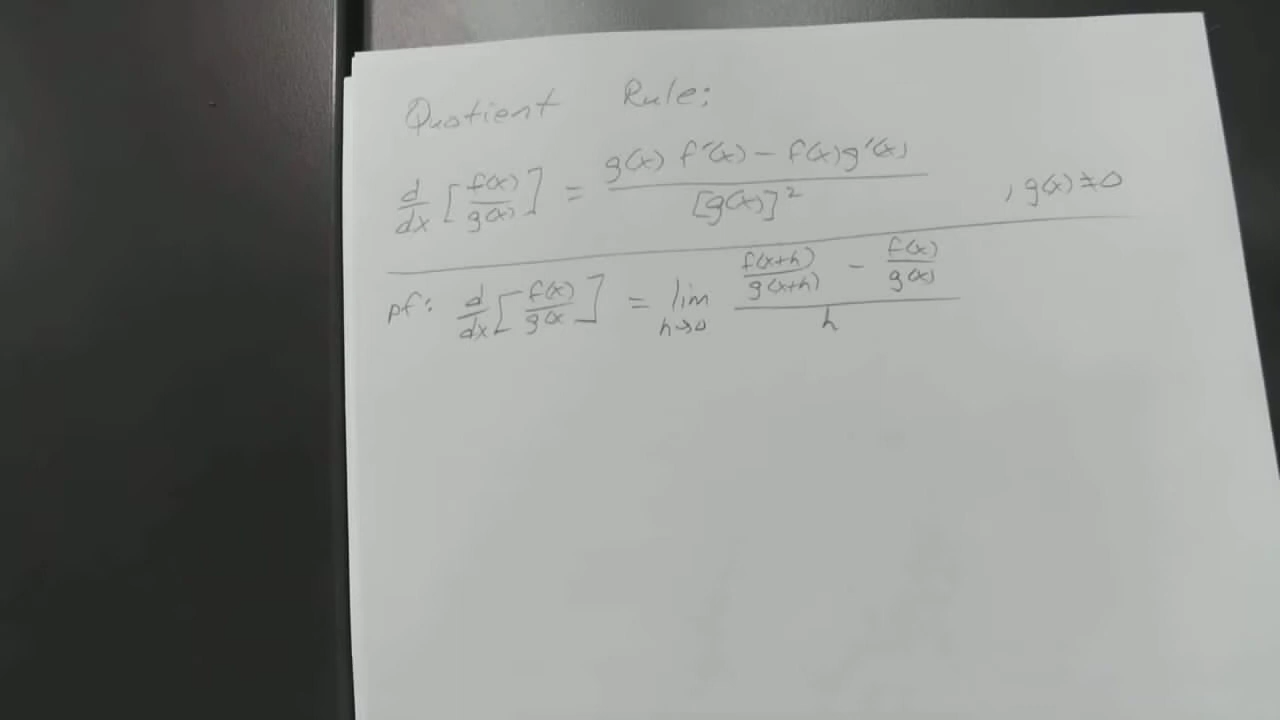 Quotient Rule:
d/dx [f(x)/g(x)] = g(x) f'(x) - f(x)g'(x) / [g(x)]² , g(x) ≠ 0
pf: d/dx [f(x)/g(x] = lim h→0 f(x+h)/g(x+h) - f(x)/g(x) / h